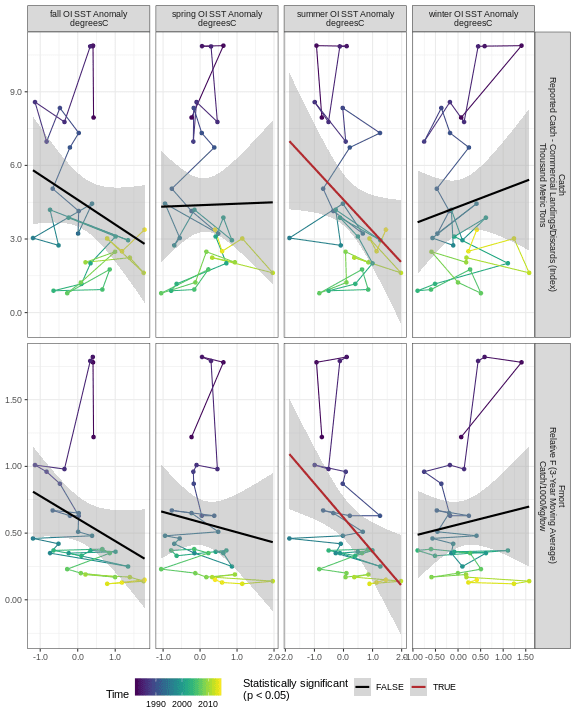 fall OI SST Anomaly
degreesC
spring OI SST Anomaly
degreesC
summer OI SST Anomaly
degreesC
winter OI SST Anomaly
degreesC
9.0
6.0
3.0
0.0
Catch
Reported Catch - Commercial Landings/Discards (Index)
Thousand Metric Tons
1.50
1.00
0.50
0.00
Fmort
Relative F (3-Year Moving Average)
Catch/1000/kg/tow
-1.0 0.0 1.0
-1.0 0.0 1.0 2.0
2.0 -1.0 0.0 1.0 2.0
1.00 -0.50 0.00 0.50 1.00 1.50
Time
1990 2000 2010
Statistically significant
(p < 0.05)
FALSE TRUE